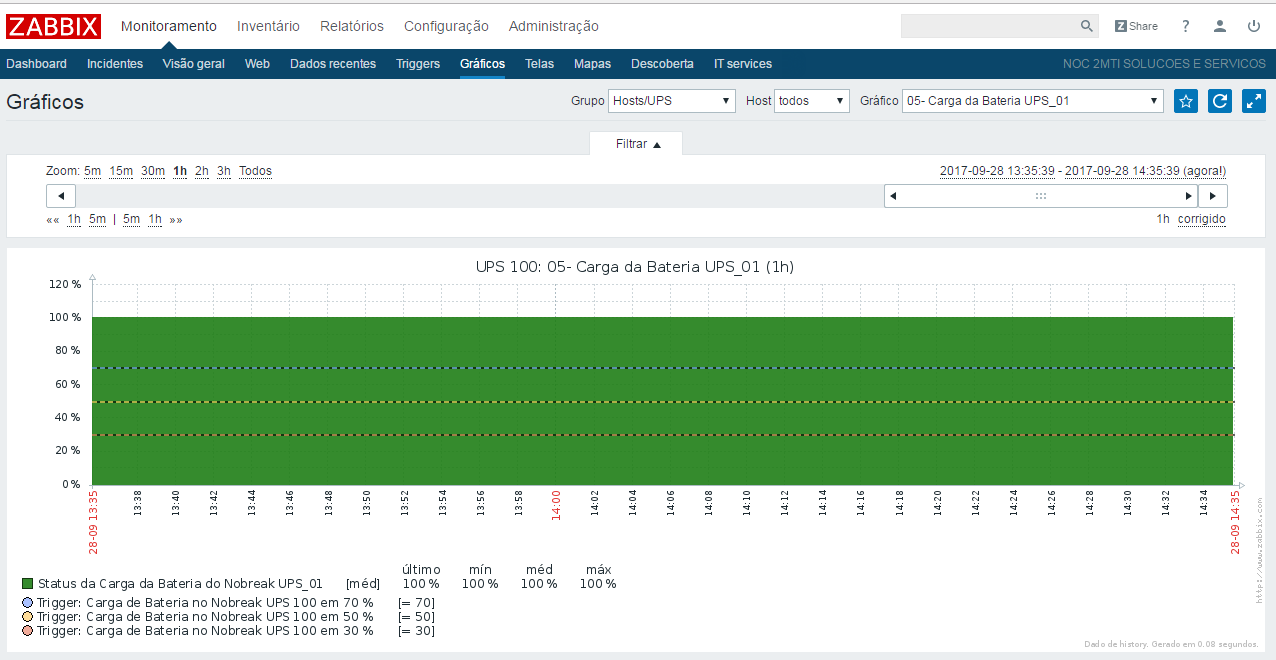 ZABBIX Monitoramento Inventário Relatórios Configuração Administração Z Share ?
Dashboard Incidentes Visão geral Web Dados recentes Triggers Gráficos Telas Mapas Descoberta IT services NOC 2MTI SOLUCOES E SERVICOS
Gráficos Grupo Hosts/UPS Host todos Gráfico 05- Carga da Bateria UPS_01
Filtrar ▲
Zoom: 5m 15m 30m 1h 2h 3h Todos 2017-09-28 13:35:39 - 2017-09-28 14:35:39 (agora!)
«« 1h 5m | 5m 1h »» 1h corrigido
UPS 100: 05- Carga da Bateria UPS_01 (1h)
120 %
100 %
80 %
60 %
40 %
20 %
0 %
28-09 13:35 13:38 13:40 13:42 13:44 13:46 13:48 13:50 13:52 13:54 13:56 13:58 14:00 14:02 14:04 14:06 14:08 14:10 14:12 14:14 14:16 14:18 14:20 14:22 14:24 14:26 14:28 14:30 14:32 14:34 28-09 14:35
http://www.zabbix.com
último mín méd máx
Status da Carga da Bateria do Nobreak UPS_01 [méd] 100 % 100 % 100 % 100 %
Trigger: Carga de Bateria no Nobreak UPS 100 em 70 % [= 70]
Trigger: Carga de Bateria no Nobreak UPS 100 em 50 % [= 50]
Trigger: Carga de Bateria no Nobreak UPS 100 em 30 % [= 30]
Dado de history. Gerado em 0.08 segundos.